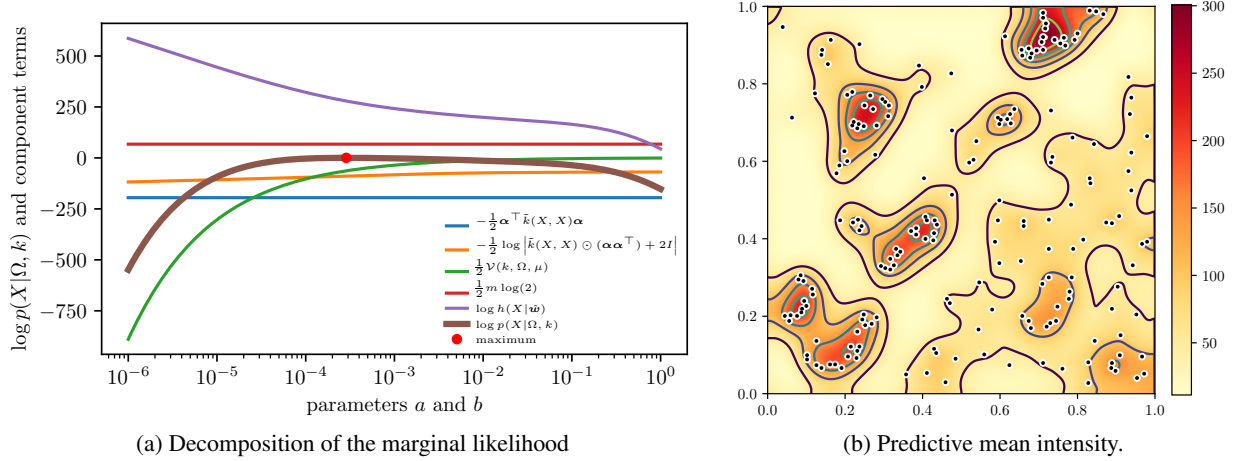 log p(X|Ω, k) and component terms
500
250
0
−250
−500
−750
10⁻⁶
10⁻⁵
10⁻⁴
10⁻³
10⁻²
10⁻¹
10⁰
parameters a and b
−½α⊤k̃(X, X)α
−½ log |k̃(X, X) ⊙ (αα⊤) + 2I|
½𝒱(k, Ω, μ)
½m log(2)
log h(X|ŵ)
log p(X|Ω, k)
maximum
(a) Decomposition of the marginal likelihood
1.0
0.8
0.6
0.4
0.2
0.0
0.0
0.2
0.4
0.6
0.8
1.0
300
250
200
150
100
50
(b) Predictive mean intensity.